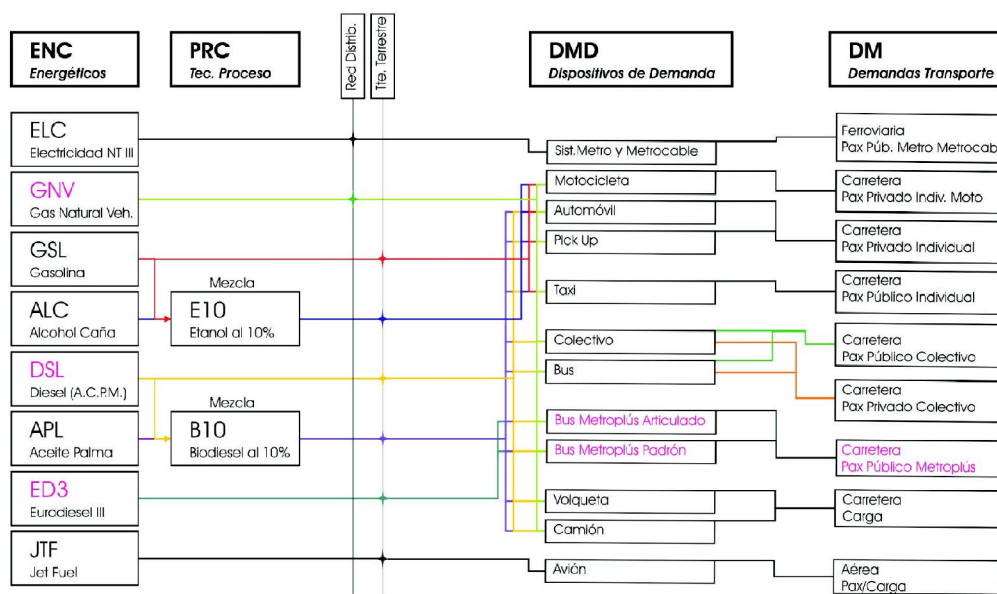 ENC
Energéticos
PRC
Tec. Proceso
Red Distrib.
Tte. Terrestre
DMD
Dispositivos de Demanda
DM
Demandas Transporte
ELC
Electricidad NT III
GNV
Gas Natural Veh.
GSL
Gasolina
ALC
Alcohol Caña
DSL
Diesel (A.C.P.M.)
APL
Aceite Palma
ED3
Eurodiesel III
JTF
Jet Fuel
Mezcla
E10
Etanol al 10%
Mezcla
B10
Biodiesel al 10%
Sist. Metro y Metrocable
Motocicleta
Automóvil
Pick Up
Taxi
Colectivo
Bus
Bus Metroplús Articulado
Bus Metroplús Padrón
Volqueta
Camión
Avión
Ferroviaria
Pax Púb. Metro Metrocab
Carretera
Pax Privado Indiv. Moto
Carretera
Pax Privado Individual
Carretera
Pax Público Individual
Carretera
Pax Público Colectivo
Carretera
Pax Privado Colectivo
Carretera
Pax Público Metroplús
Carretera
Carga
Aérea
Pax/Carga